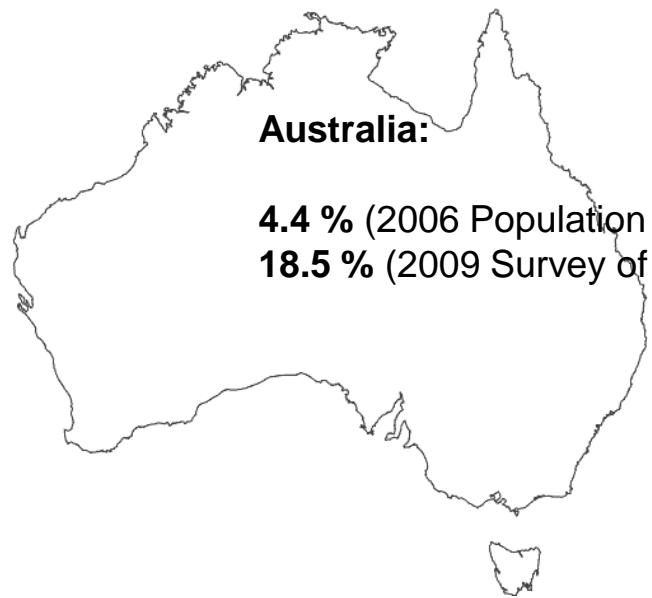 Australia:
4.4 % (2006 Population
18.5 % (2009 Survey of